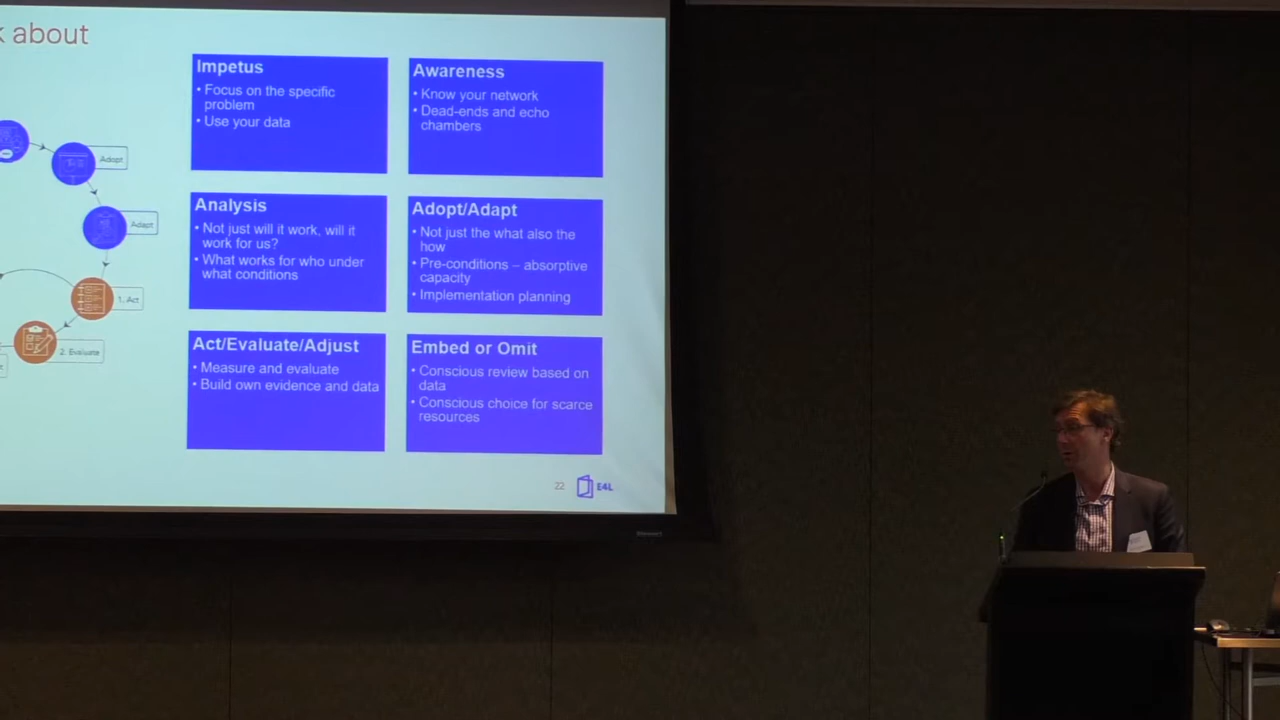 about
Adopt
Adapt
1. Act
2. Evaluate
Impetus
• Focus on the specific
problem
• Use your data
Awareness
• Know your network
• Dead-ends and echo
chambers
Analysis
• Not just will it work, will it
work for us?
• What works for who under
what conditions
Adopt/Adapt
• Not just the what also the
how
• Pre-conditions – absorptive
capacity
• Implementation planning
Act/Evaluate/Adjust
• Measure and evaluate
• Build own evidence and data
Embed or Omit
• Conscious review based on
data
• Conscious choice for scarce
resources
22
E4L